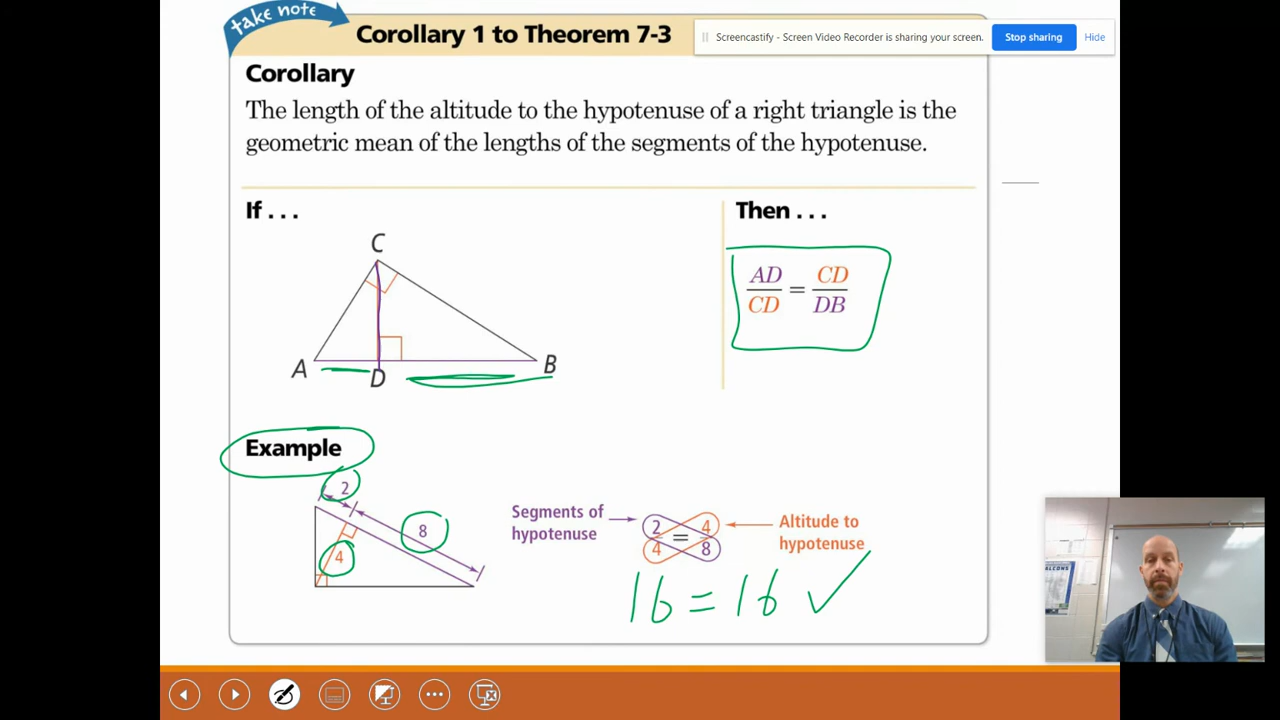 take note
Corollary 1 to Theorem 7-3
Screencastify - Screen Video Recorder is sharing your screen.
Stop sharing
Hide
Corollary
The length of the altitude to the hypotenuse of a right triangle is the
geometric mean of the lengths of the segments of the hypotenuse.
If . . .
Then . . .
C
A
D
B
AD/CD = CD/DB
Example
2
8
4
Segments of
hypotenuse
2/4 = 4/8
Altitude to
hypotenuse
16 = 16 ✓